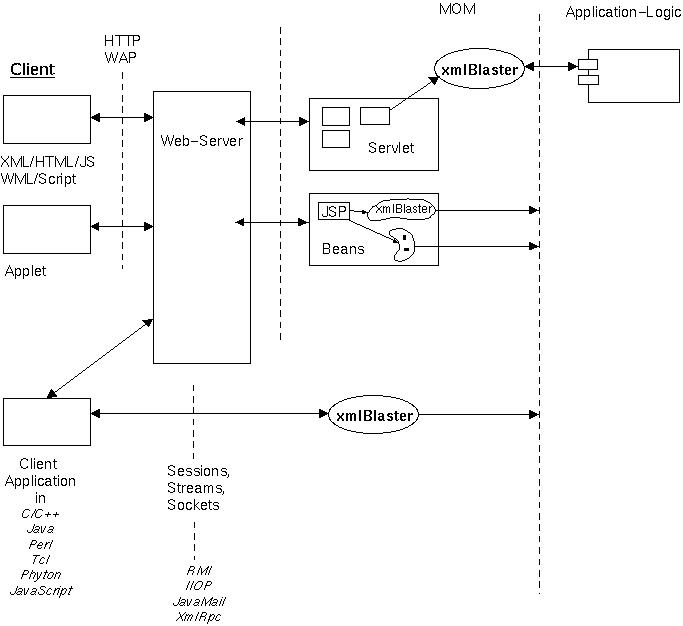 MOM
Application-Logic
HTTP
WAP
Client
xmlBlaster
Web-Server
Servlet
XML/HTML/JS
WML/Script
JSP
xmlBlaster
Beans
Applet
xmlBlaster
Client
Application
in
C/C++
Java
Perl
Tcl
Phyton
JavaScript
Sessions,
Streams,
Sockets
RMI
IIOP
JavaMail
XmlRpc